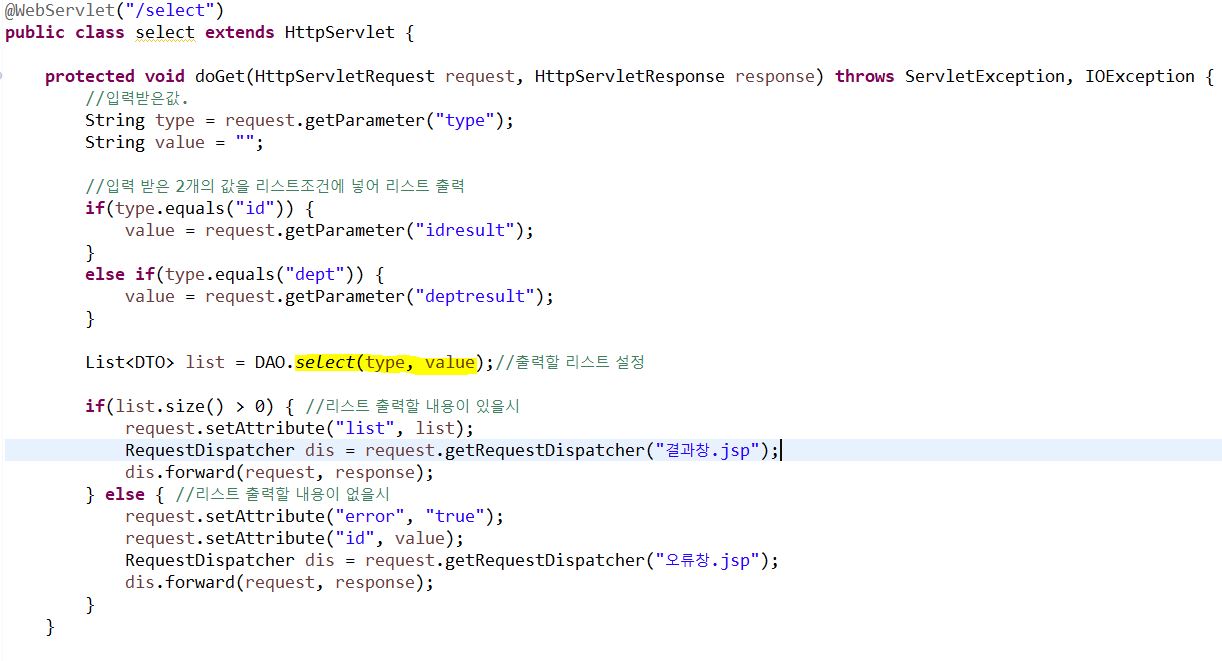 @WebServlet("/select")
public class select extends HttpServlet {
protected void doGet(HttpServletRequest request, HttpServletResponse response) throws ServletException, IOException {
//입력받은값.
String type = request.getParameter("type");
String value = "";
//입력 받은 2개의 값을 리스트조건에 넣어 리스트 출력
if(type.equals("id")) {
value = request.getParameter("idresult");
}
else if(type.equals("dept")) {
value = request.getParameter("deptresult");
}
List<DTO> list = DAO.select(type, value);//출력할 리스트 설정
if(list.size() > 0) { //리스트 출력할 내용이 있을시
request.setAttribute("list", list);
RequestDispatcher dis = request.getRequestDispatcher("결과창.jsp");
dis.forward(request, response);
} else { //리스트 출력할 내용이 없을시
request.setAttribute("error", "true");
request.setAttribute("id", value);
RequestDispatcher dis = request.getRequestDispatcher("오류창.jsp");
dis.forward(request, response);
}
}